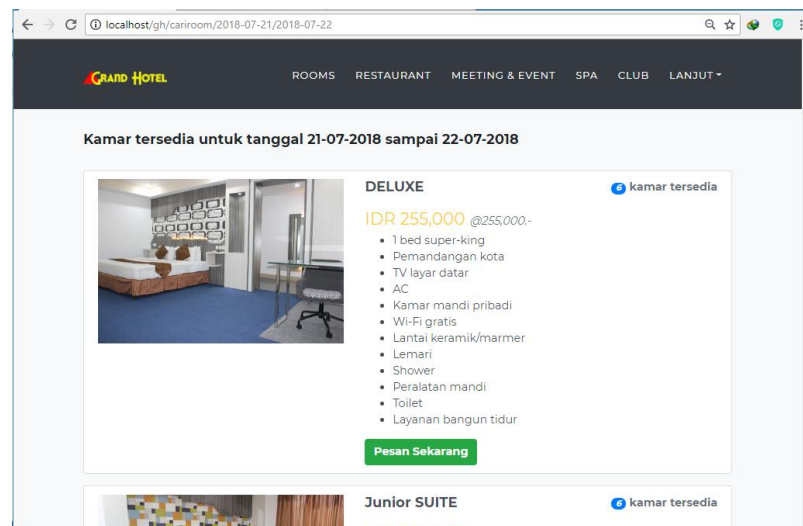 localhost/gh/cariroom/2018-07-21/2018-07-22
GRAND HOTEL
ROOMS RESTAURANT MEETING & EVENT SPA CLUB LANJUT
Kamar tersedia untuk tanggal 21-07-2018 sampai 22-07-2018
DELUXE
6 kamar tersedia
IDR 255,000 @255,000.-
1 bed super-king
Pemandangan kota
TV layar datar
AC
Kamar mandi pribadi
Wi-Fi gratis
Lantai keramik/marmer
Lemari
Shower
Peralatan mandi
Toilet
Layanan bangun tidur
Pesan Sekarang
Junior SUITE
6 kamar tersedia